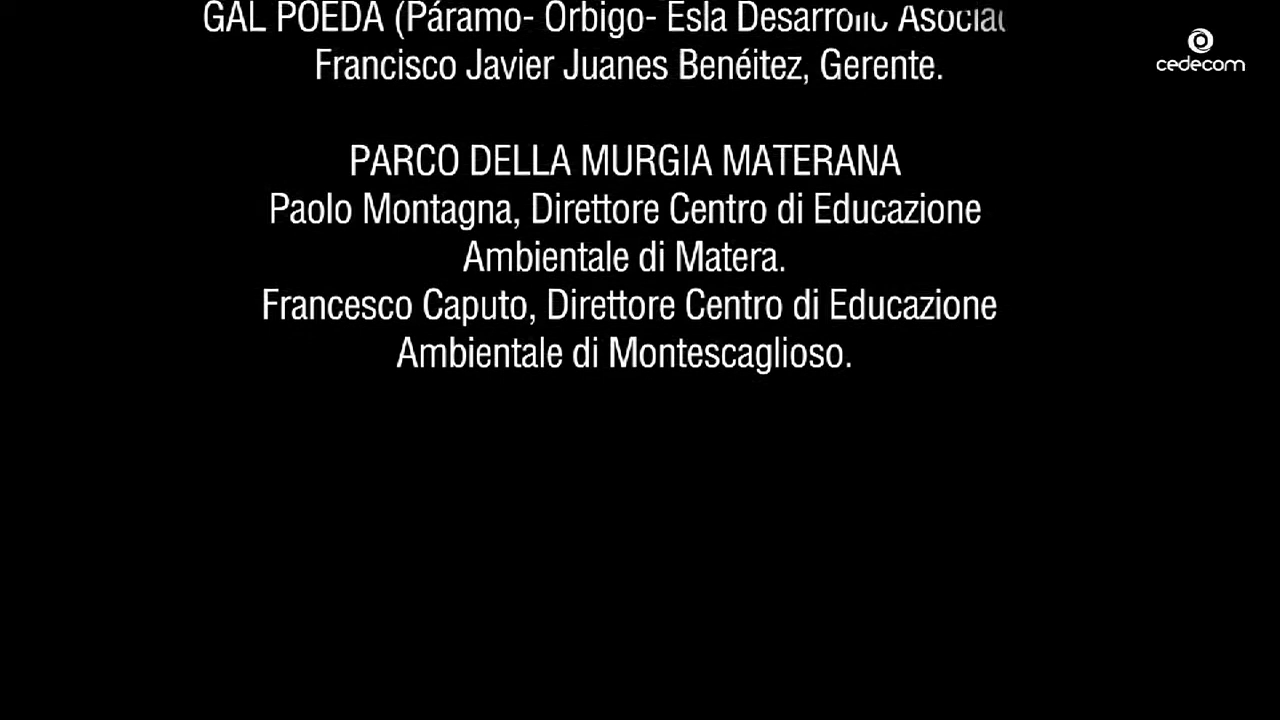 GAL POEDA (Páramo- Orbigo- Esla Desarrollo
Francisco Javier Juanes Benéitez, Gerente.
PARCO DELLA MURGIA MATERANA
Paolo Montagna, Direttore Centro di Educazione
Ambientale di Matera.
Francesco Caputo, Direttore Centro di Educazione
Ambientale di Montescaglioso.
cedecom